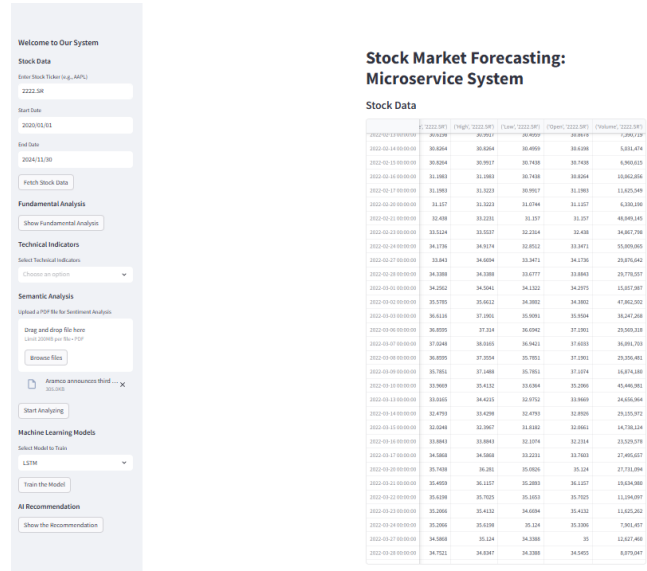 Welcome to Our System
Stock Data
Enter Stock Ticker (e.g., AAPL)
2222.SR
Start Date
2020/01/01
End Date
2024/11/30
Fetch Stock Data
Fundamental Analysis
Show Fundamental Analysis
Technical Indicators
Select Technical Indicators
Choose an option
Semantic Analysis
Upload a PDF file for Sentiment Analysis
Drag and drop file here
Limit 200MB per file • PDF
Browse files
Aramco announces third ...
Start Analyzing
Machine Learning Models
Select Model to Train
LSTM
Train the Model
AI Recommendation
Show the Recommendation
Stock Market Forecasting:
Microservice System
Stock Data
'2222.SR') ('High', '2222.SR') ('Low', '2222.SR') ('Open', '2222.SR') ('Volume', '2222.SR')
2022-02-14 00:00:00 30.8264 30.8264 30.4959 30.6198 5,031,474
2022-02-15 00:00:00 30.8264 30.9917 30.7438 30.7438 6,960,615
2022-02-16 00:00:00 31.1983 31.1983 30.7438 30.8264 10,862,856
2022-02-17 00:00:00 31.1983 31.3223 30.9917 31.1983 11,625,549
2022-02-20 00:00:00 31.157 31.3223 31.0744 31.1157 6,330,190
2022-02-21 00:00:00 32.438 33.2231 31.157 31.157 48,049,145
2022-02-23 00:00:00 33.5124 33.5537 32.2314 32.438 34,867,798
2022-02-24 00:00:00 34.1736 34.9174 32.8512 33.3471 55,009,065
2022-02-27 00:00:00 33.843 34.6694 33.3471 34.1736 29,876,642
2022-02-28 00:00:00 34.3388 34.3388 33.6777 33.8843 29,778,557
2022-03-01 00:00:00 34.2562 34.5041 34.1322 34.2975 15,057,987
2022-03-02 00:00:00 35.5785 35.6612 34.3802 34.3802 47,862,502
2022-03-03 00:00:00 36.6116 37.1901 35.9091 35.9504 38,247,268
2022-03-06 00:00:00 36.8595 37.314 36.6942 37.1901 29,569,318
2022-03-07 00:00:00 37.0248 38.0165 36.9421 37.6033 36,091,703
2022-03-08 00:00:00 36.8595 37.3554 35.7851 37.1901 29,356,481
2022-03-09 00:00:00 35.7851 37.1488 35.7851 37.1074 14,874,180
2022-03-10 00:00:00 33.9669 35.4132 33.6364 35.2066 45,446,981
2022-03-13 00:00:00 33.0165 34.4215 32.9752 33.9669 24,656,964
2022-03-14 00:00:00 32.4793 33.4298 32.4793 32.8926 29,155,972
2022-03-15 00:00:00 32.0248 32.3967 31.8182 32.0661 14,738,124
2022-03-16 00:00:00 33.8843 33.8843 32.1074 32.2314 23,529,578
2022-03-17 00:00:00 34.5868 34.5868 33.2231 33.7603 27,495,637
2022-03-20 00:00:00 35.7438 36.281 35.0826 35.124 27,731,094
2022-03-21 00:00:00 35.4959 36.1157 35.2893 36.1157 19,634,986
2022-03-22 00:00:00 35.6198 35.7025 35.1653 35.7025 11,194,097
2022-03-23 00:00:00 35.2066 35.4132 34.6694 35.4132 11,625,262
2022-03-24 00:00:00 35.2066 35.6198 35.124 35.3306 7,901,457
2022-03-27 00:00:00 34.5868 35.124 34.3388 35 12,627,466
2022-03-28 00:00:00 34.7521 34.8347 34.3388 34.5455 8,079,047